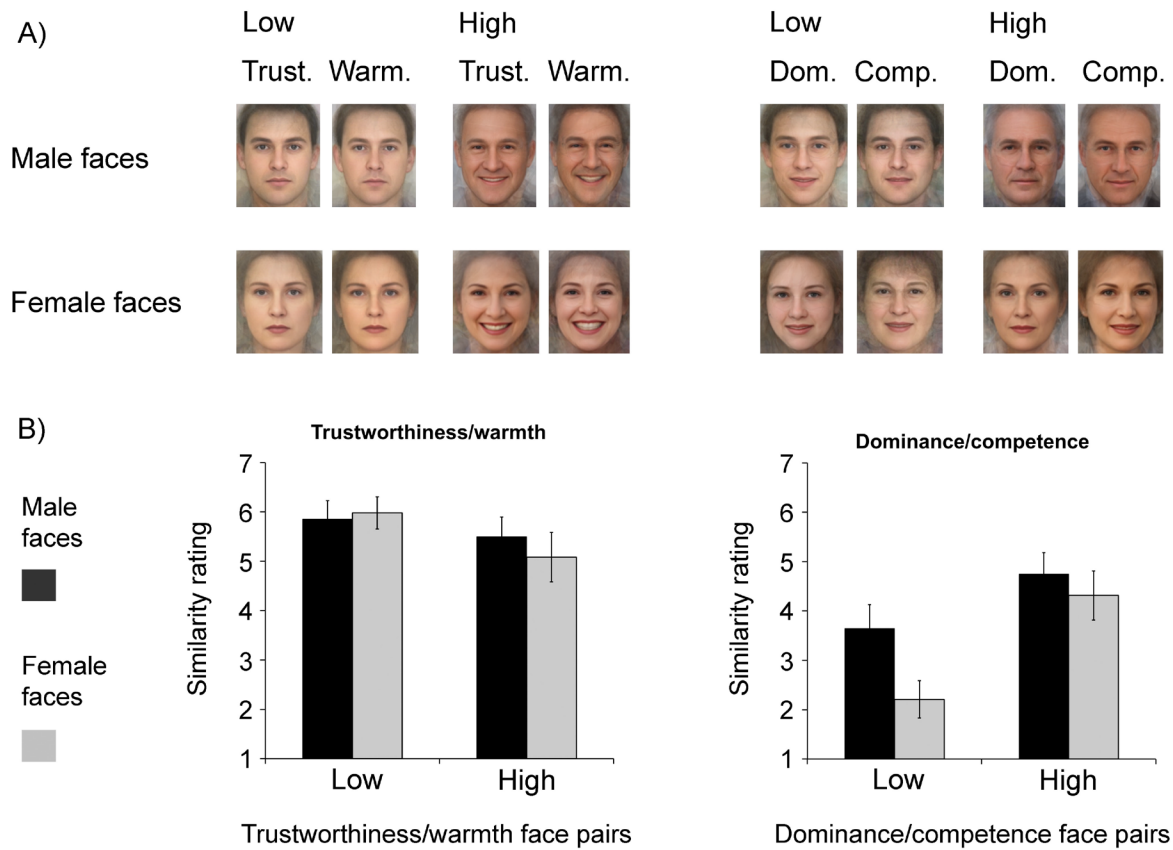 A)
Low High Low High
Trust. Warm. Trust. Warm. Dom. Comp. Dom. Comp.
Male faces
Female faces
B)
Male
faces
Female
faces
Trustworthiness/warmth
Similarity rating
7
6
5
4
3
2
1
Low High
Trustworthiness/warmth face pairs
Dominance/competence
Similarity rating
7
6
5
4
3
2
1
Low High
Dominance/competence face pairs